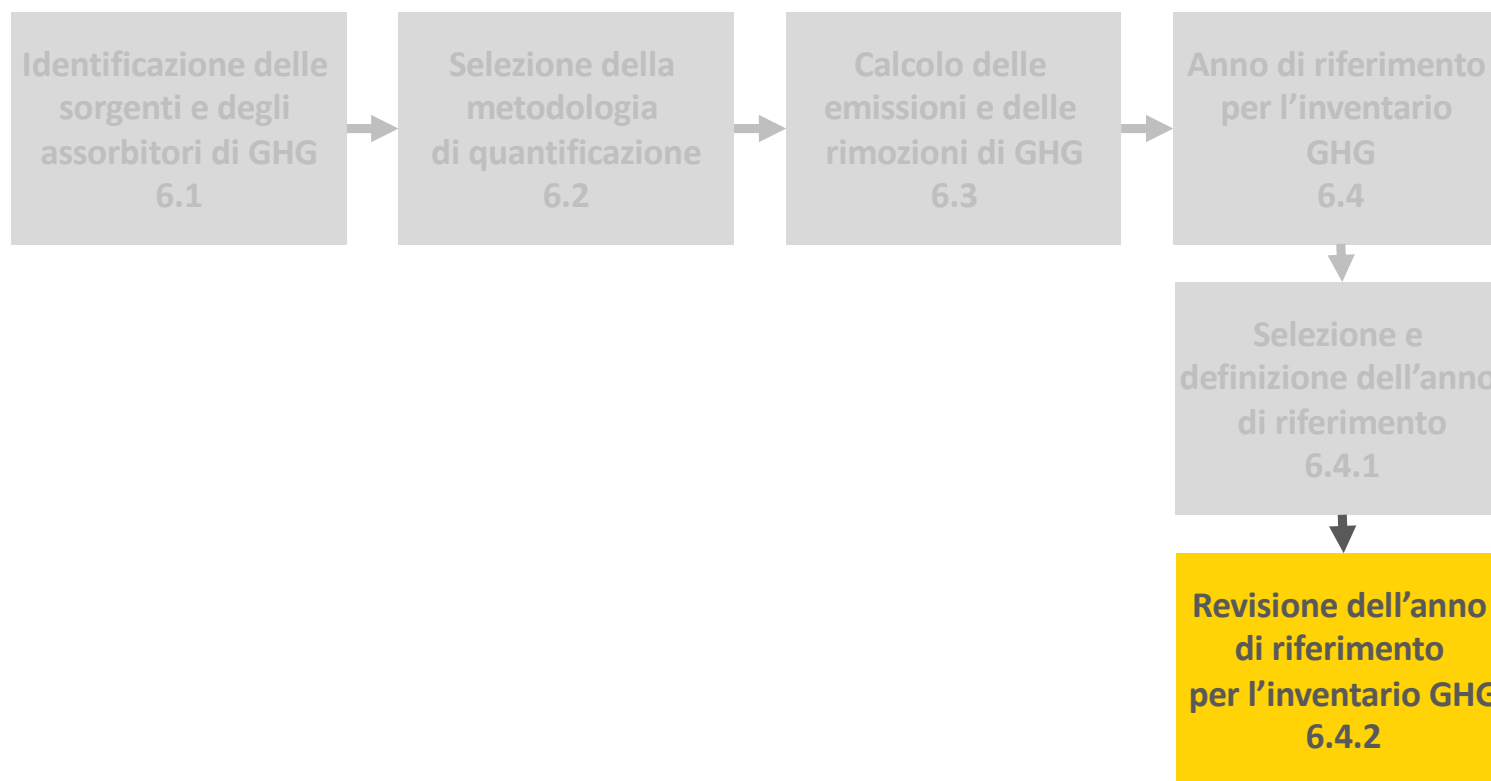 Identificazione delle
sorgenti e degli
assorbitori di GHG
6.1
Selezione della
metodologia
di quantificazione
6.2
Calcolo delle
emissioni e delle
rimozioni di GHG
6.3
Anno di riferimento
per l’inventario
GHG
6.4
Selezione e
definizione dell’anno
di riferimento
6.4.1
Revisione dell’anno
di riferimento
per l’inventario GHG
6.4.2